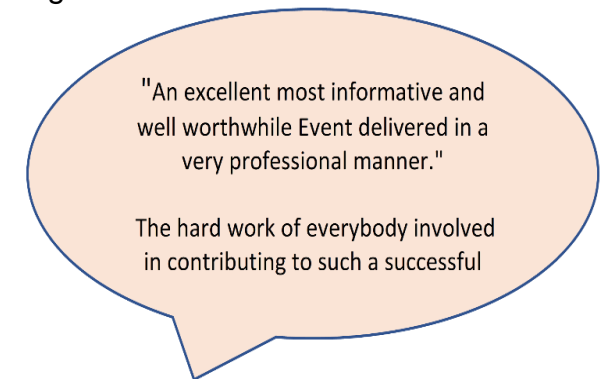 "An excellent most informative and
well worthwhile Event delivered in a
very professional manner."
The hard work of everybody involved
in contributing to such a successful